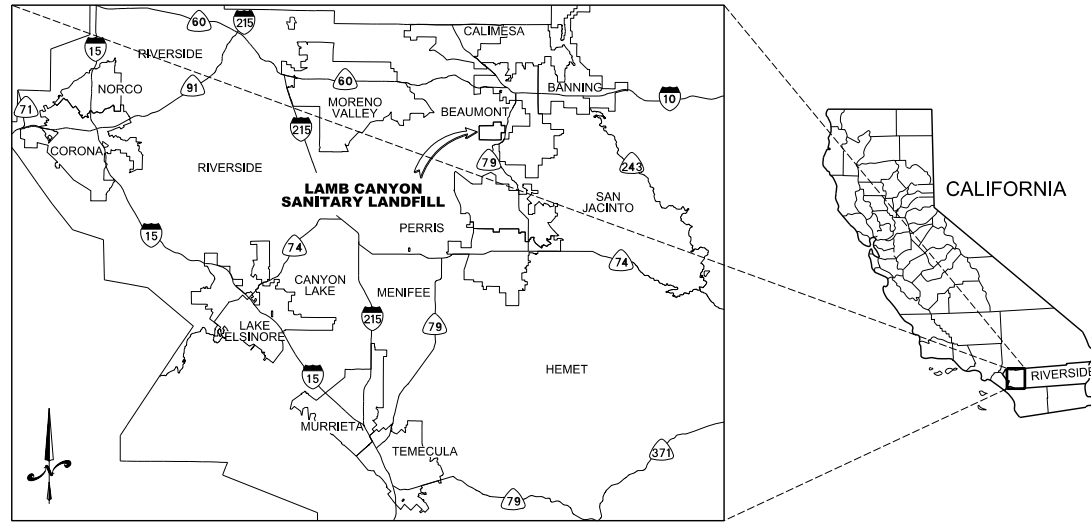 60
215
15
RIVERSIDE
CALIMESA
NORCO
91
60
BANNING
10
71
MORENO
VALLEY
BEAUMONT
215
CORONA
RIVERSIDE
79
243
LAMB CANYON
SANITARY LANDFILL
SAN
JACINTO
CALIFORNIA
15
PERRIS
74
74
CANYON
LAKE
MENIFEE
215
79
LAKE
ELSINORE
HEMET
RIVERSIDE
15
MURRIETA
TEMECULA
371
79